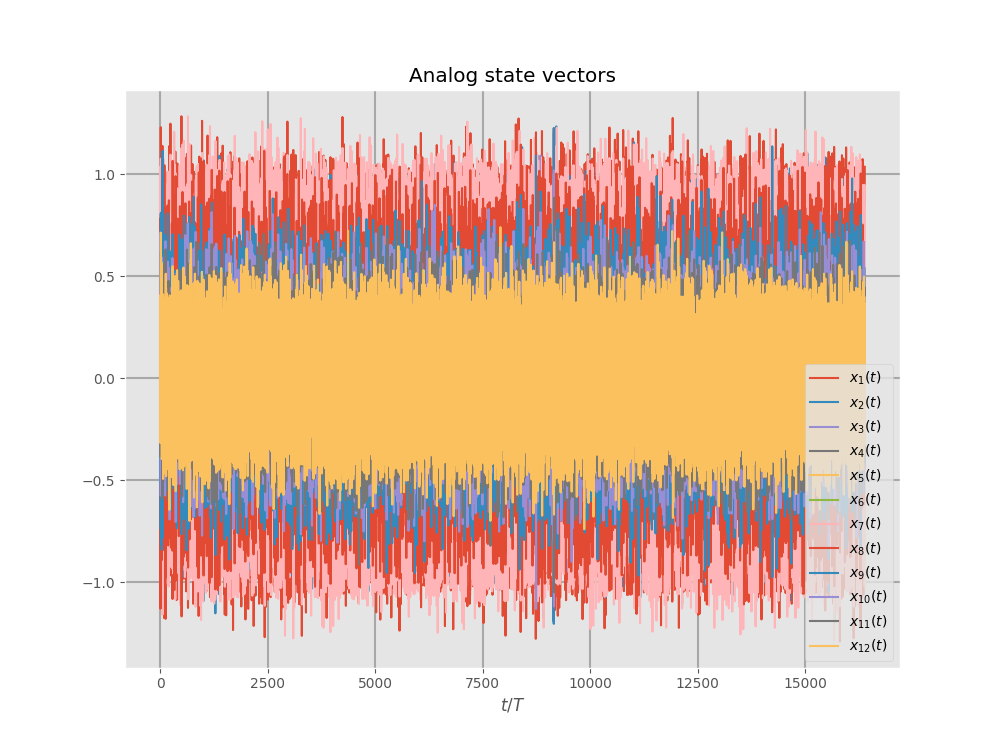 Analog state vectors
1.0
0.5
0.0
−0.5
−1.0
0 2500 5000 7500 10000 12500 15000
t/T
x₁(t)
x₂(t)
x₃(t)
x₄(t)
x₅(t)
x₆(t)
x₇(t)
x₈(t)
x₉(t)
x₁₀(t)
x₁₁(t)
x₁₂(t)